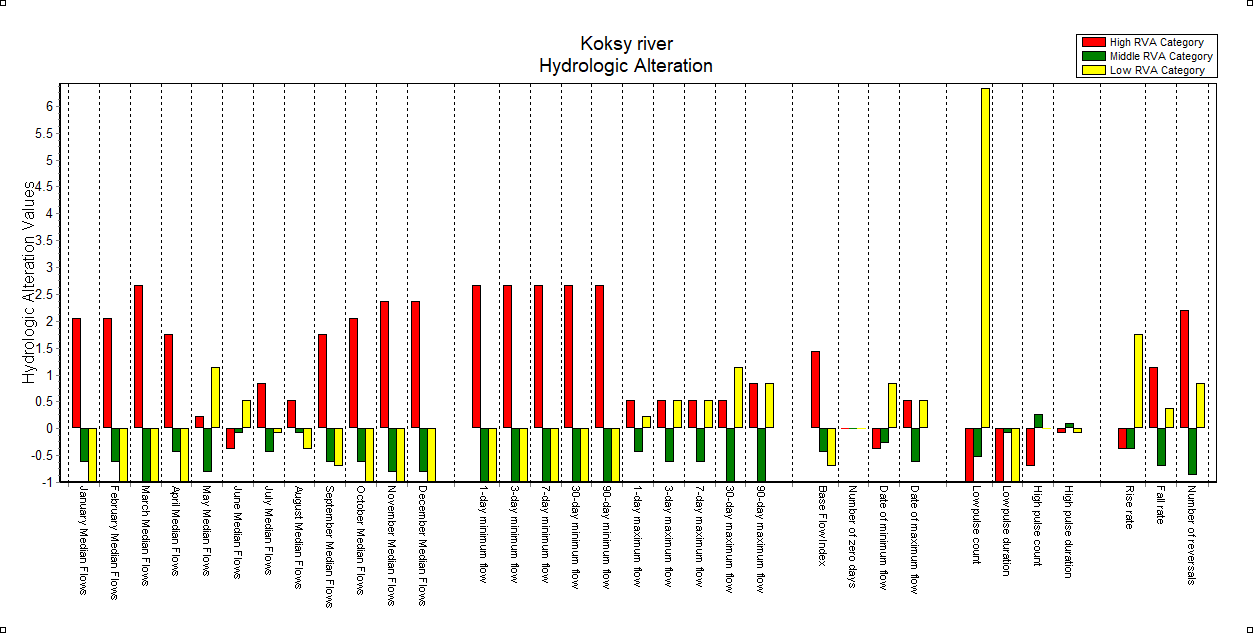 Koksy river
Hydrologic Alteration
High RVA Category
Middle RVA Category
Low RVA Category
Hydrologic Alteration Values
6
5.5
5
4.5
4
3.5
3
2.5
2
1.5
1
0.5
0
-0.5
-1
January Median Flows
February Median Flows
March Median Flows
April Median Flows
May Median Flows
June Median Flows
July Median Flows
August Median Flows
September Median Flows
October Median Flows
November Median Flows
December Median Flows
1-day minimum flow
3-day minimum flow
7-day minimum flow
30-day minimum flow
90-day minimum flow
1-day maximum flow
3-day maximum flow
7-day maximum flow
30-day maximum flow
90-day maximum flow
Base Flow Index
Number of zero days
Date of minimum flow
Date of maximum flow
Low pulse count
Low pulse duration
High pulse count
High pulse duration
Rise rate
Fall rate
Number of reversals